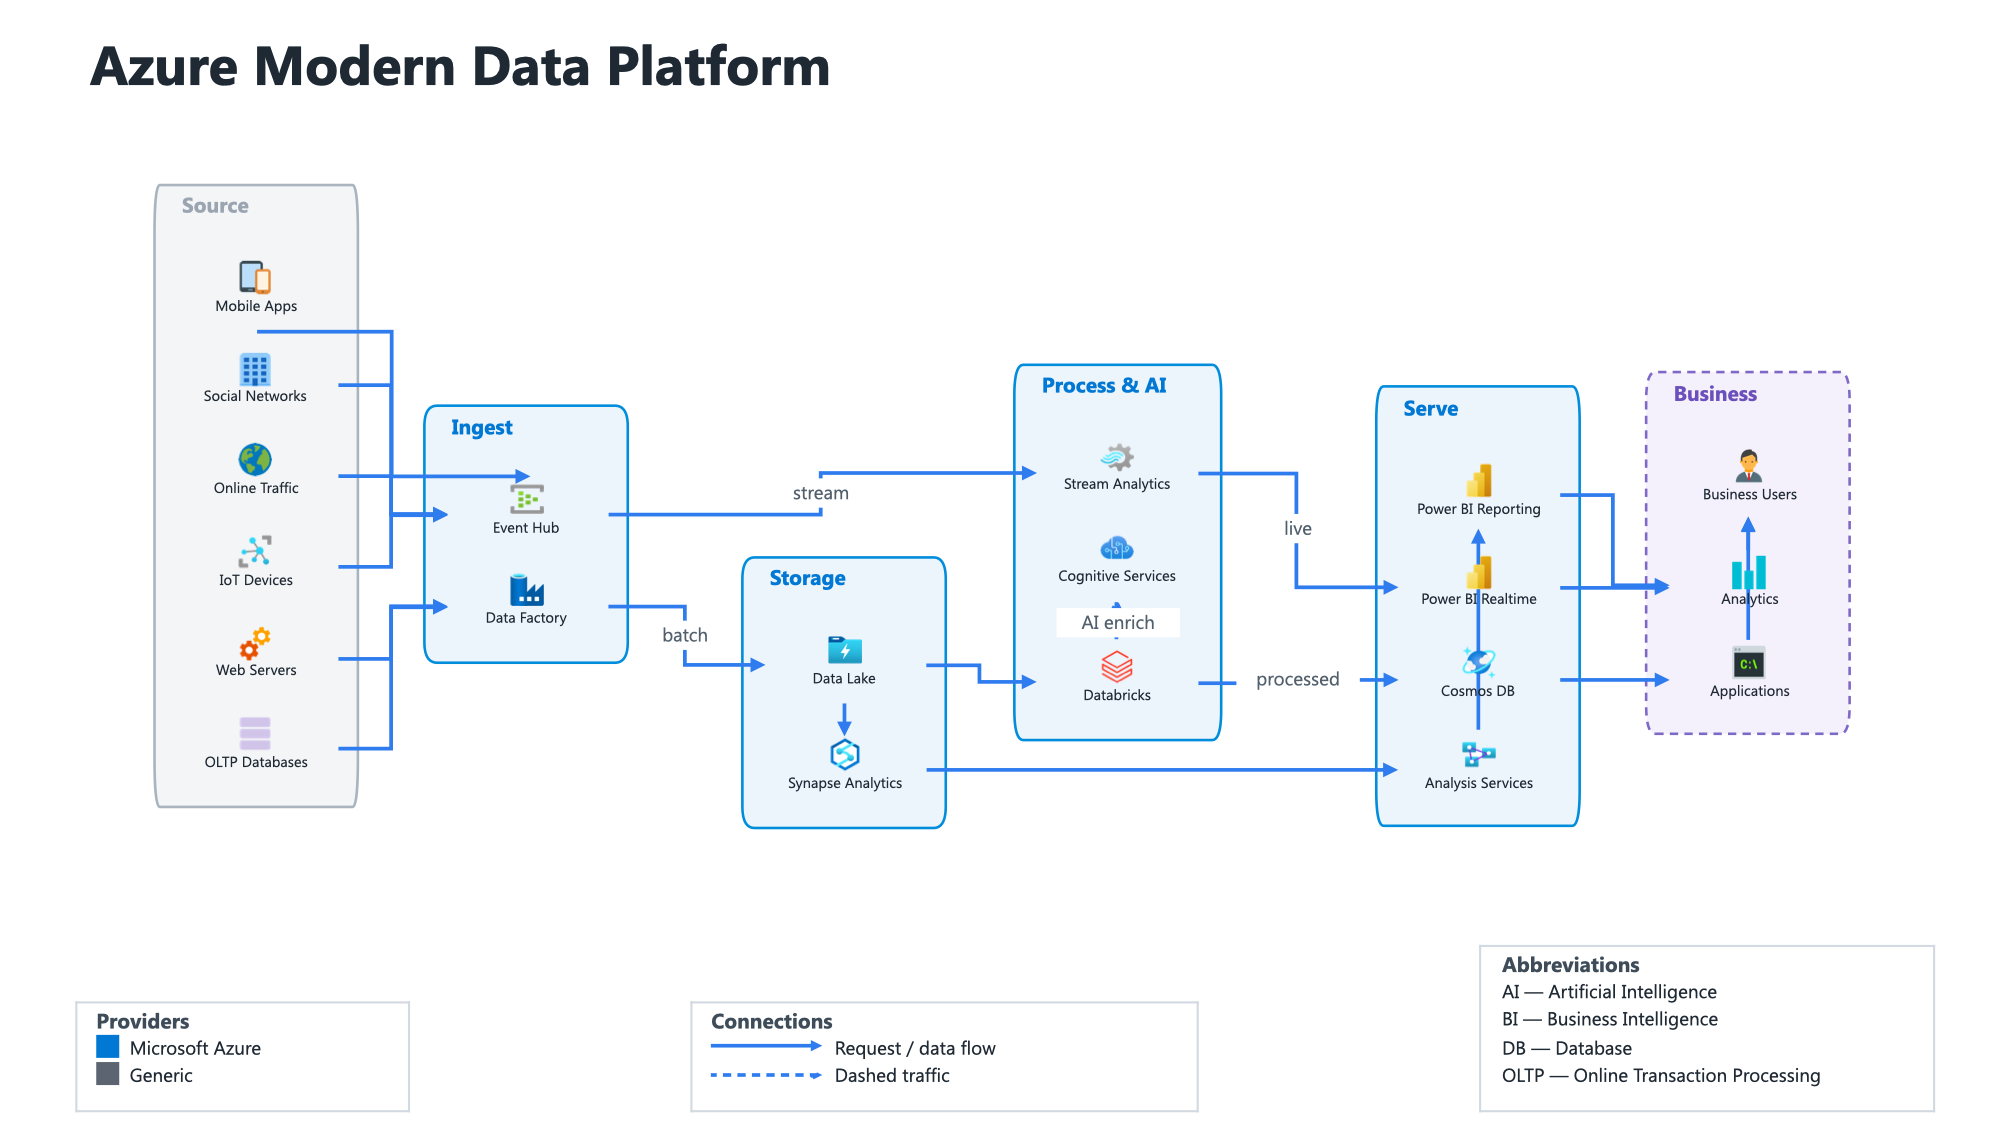 Azure Modern Data Platform
Source
Mobile Apps
Social Networks
Online Traffic
IoT Devices
Web Servers
OLTP Databases
Ingest
Event Hub
Data Factory
stream
batch
Storage
Data Lake
Synapse Analytics
Process & AI
Stream Analytics
Cognitive Services
AI enrich
Databricks
live
processed
Serve
Power BI Reporting
Power BI Realtime
Cosmos DB
Analysis Services
Business
Business Users
Analytics
C:\
Applications
Providers
Microsoft Azure
Generic
Connections
Request / data flow
Dashed traffic
Abbreviations
AI — Artificial Intelligence
BI — Business Intelligence
DB — Database
OLTP — Online Transaction Processing